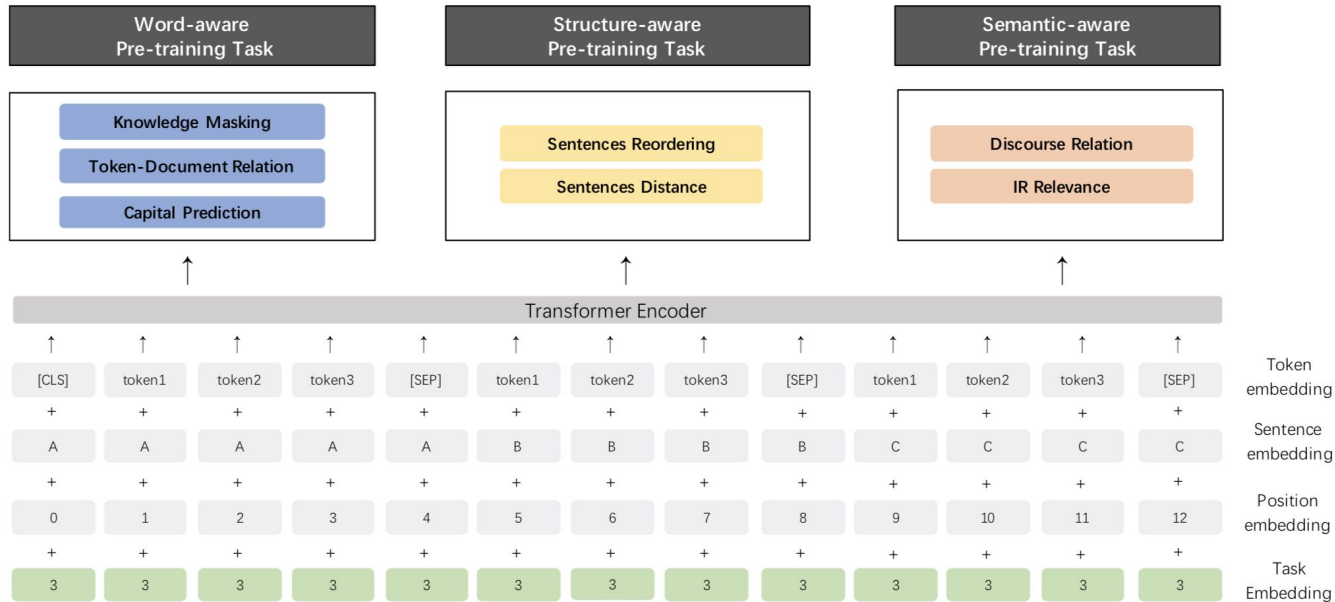 Word-aware
Pre-training Task
Structure-aware
Pre-training Task
Semantic-aware
Pre-training Task
Knowledge Masking
Token-Document Relation
Capital Prediction
Sentences Reordering
Sentences Distance
Discourse Relation
IR Relevance
Transformer Encoder
[CLS] token1 token2 token3 [SEP] token1 token2 token3 [SEP] token1 token2 token3 [SEP]
Token
embedding
+ + + + + + + + + + + + +
A A A A A B B B B C C C C
Sentence
embedding
+ + + + + + + + + + + + +
0 1 2 3 4 5 6 7 8 9 10 11 12
Position
embedding
+ + + + + + + + + + + + +
3 3 3 3 3 3 3 3 3 3 3 3 3
Task
Embedding